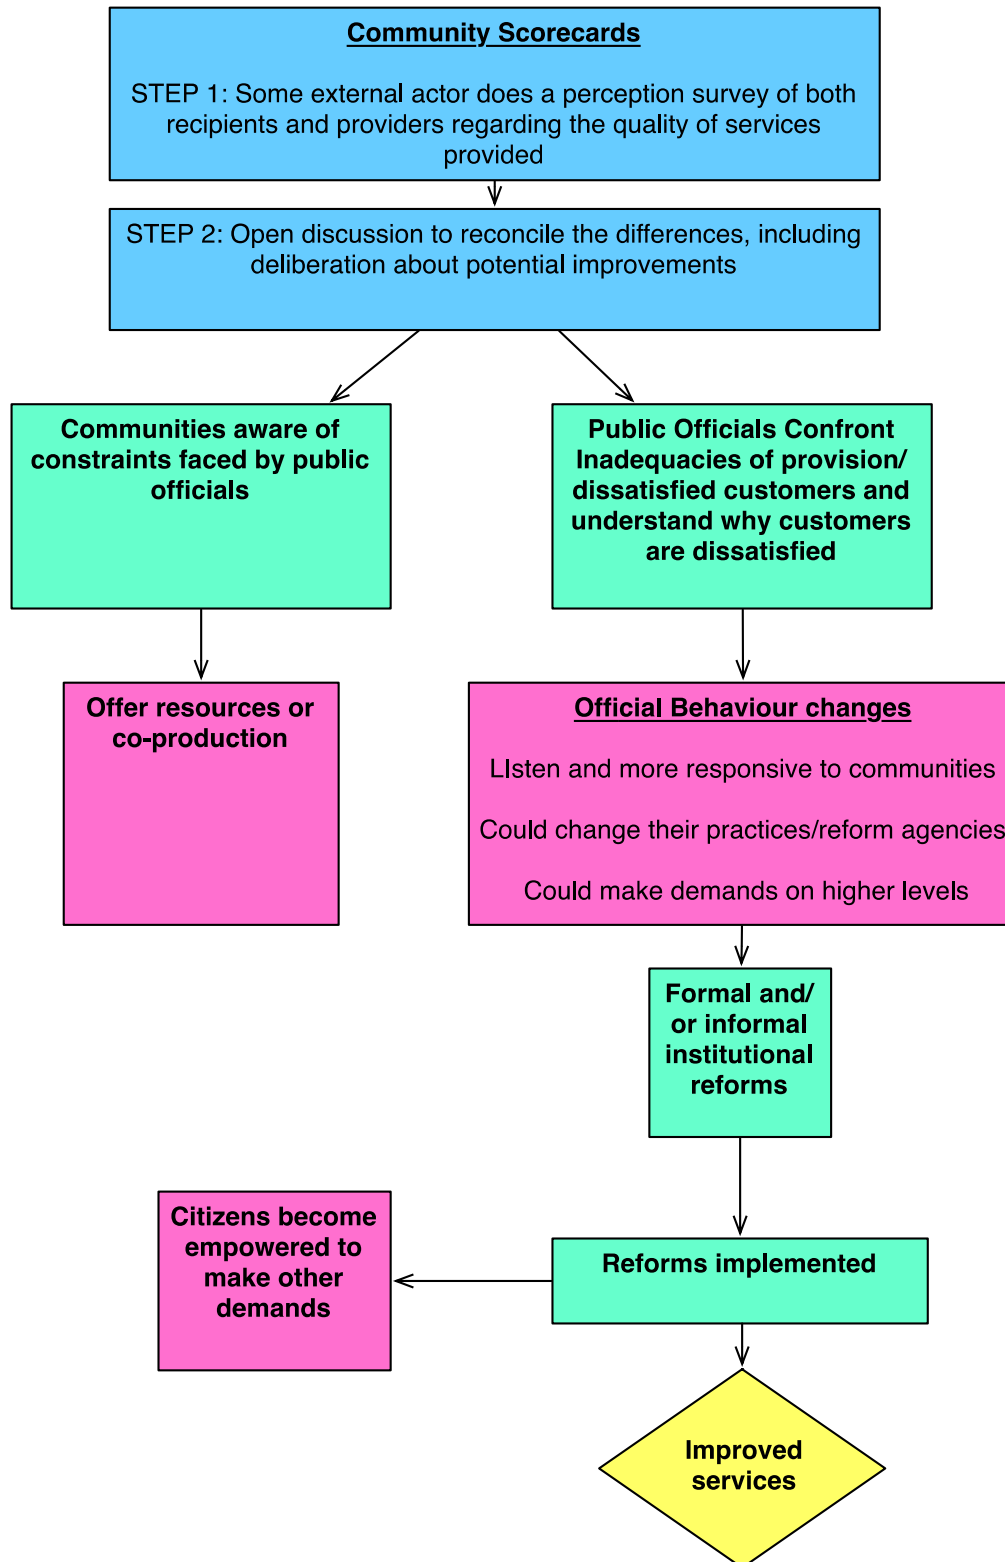 Community Scorecards
STEP 1: Some external actor does a perception survey of both
recipients and providers regarding the quality of services
provided
STEP 2: Open discussion to reconcile the differences, including
deliberation about potential improvements
Communities aware of
constraints faced by public
officials
Public Officials Confront
Inadequacies of provision/
dissatisfied customers and
understand why customers
are dissatisfied
Offer resources or
co-production
Official Behaviour changes
LIsten and more responsive to communities
Could change their practices/reform agencies
Could make demands on higher levels
Formal and/
or informal
institutional
reforms
Citizens become
empowered to
make other
demands
Reforms implemented
Improved
services